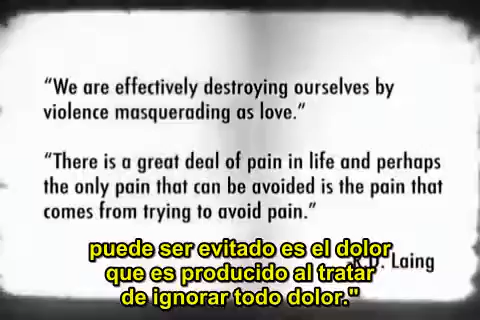 “We are effectively destroying ourselves by
violence masquerading as love.”
“There is a great deal of pain in life and perhaps
the only pain that can be avoided is the pain that
comes from trying to avoid pain.”
puede ser evitado es el dolor
R.D. Laing
que es producido al tratar
de ignorar todo dolor."